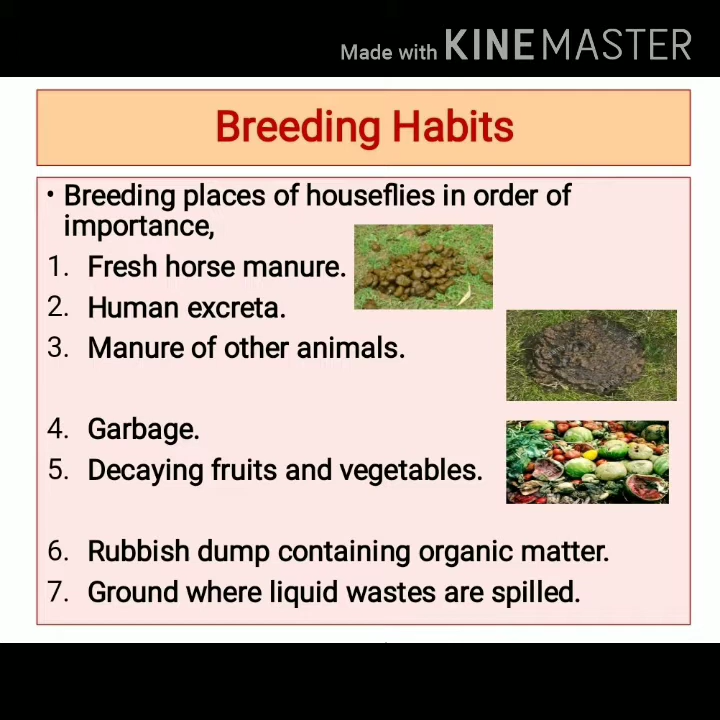 Made with KINEMASTER
Breeding Habits
• Breeding places of houseflies in order of
importance,
1. Fresh horse manure.
2. Human excreta.
3. Manure of other animals.
4. Garbage.
5. Decaying fruits and vegetables.
6. Rubbish dump containing organic matter.
7. Ground where liquid wastes are spilled.